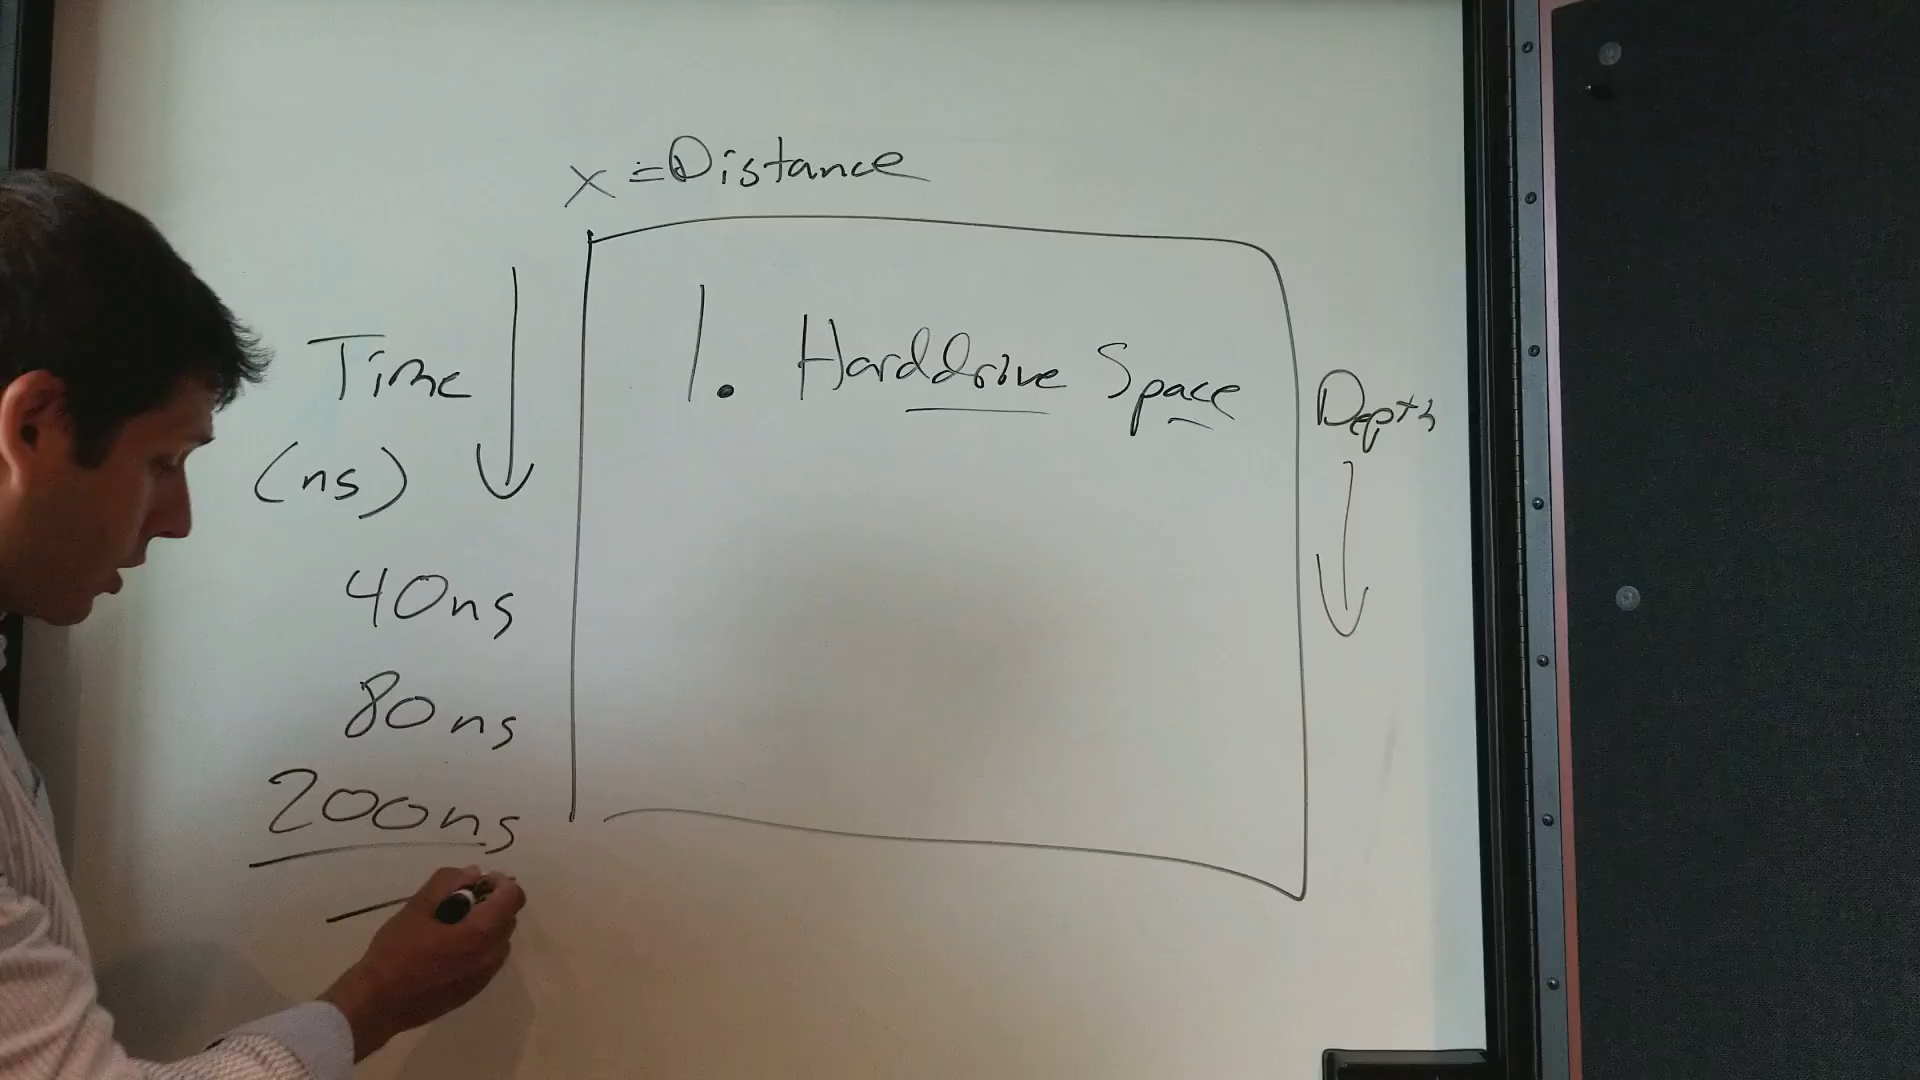 x = Distance
Time
(ns)
1. Harddrive Space
Depth
40ns
80ns
200ns